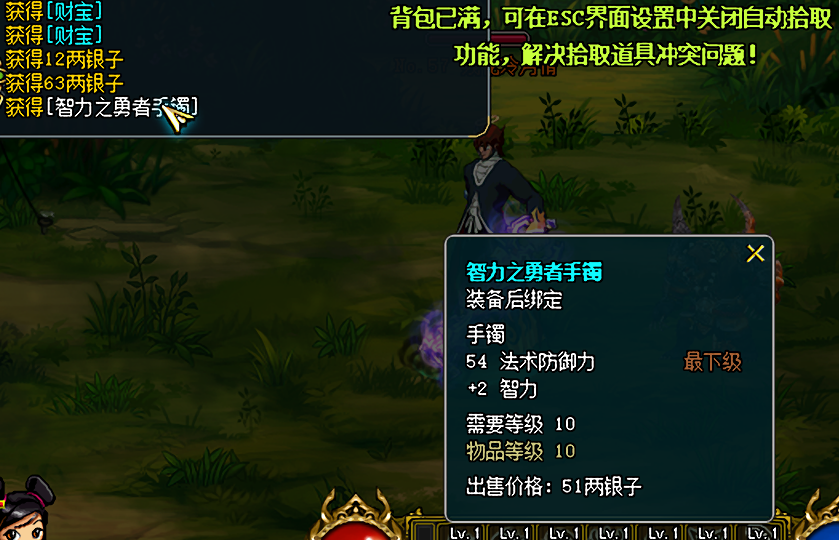 获得[财宝]
获得[财宝]
获得12两银子
获得63两银子
获得[智力之勇者手镯]
背包已满，可在ESC界面设置中关闭自动拾取
功能，解决拾取道具冲突问题！
智力之勇者手镯
装备后绑定
手镯
54 法术防御力 最下级
+2 智力
需要等级 10
物品等级 10
出售价格：51两银子
Lv.1 Lv.1 Lv.1 Lv.1 Lv.1 Lv.1 Lv.1